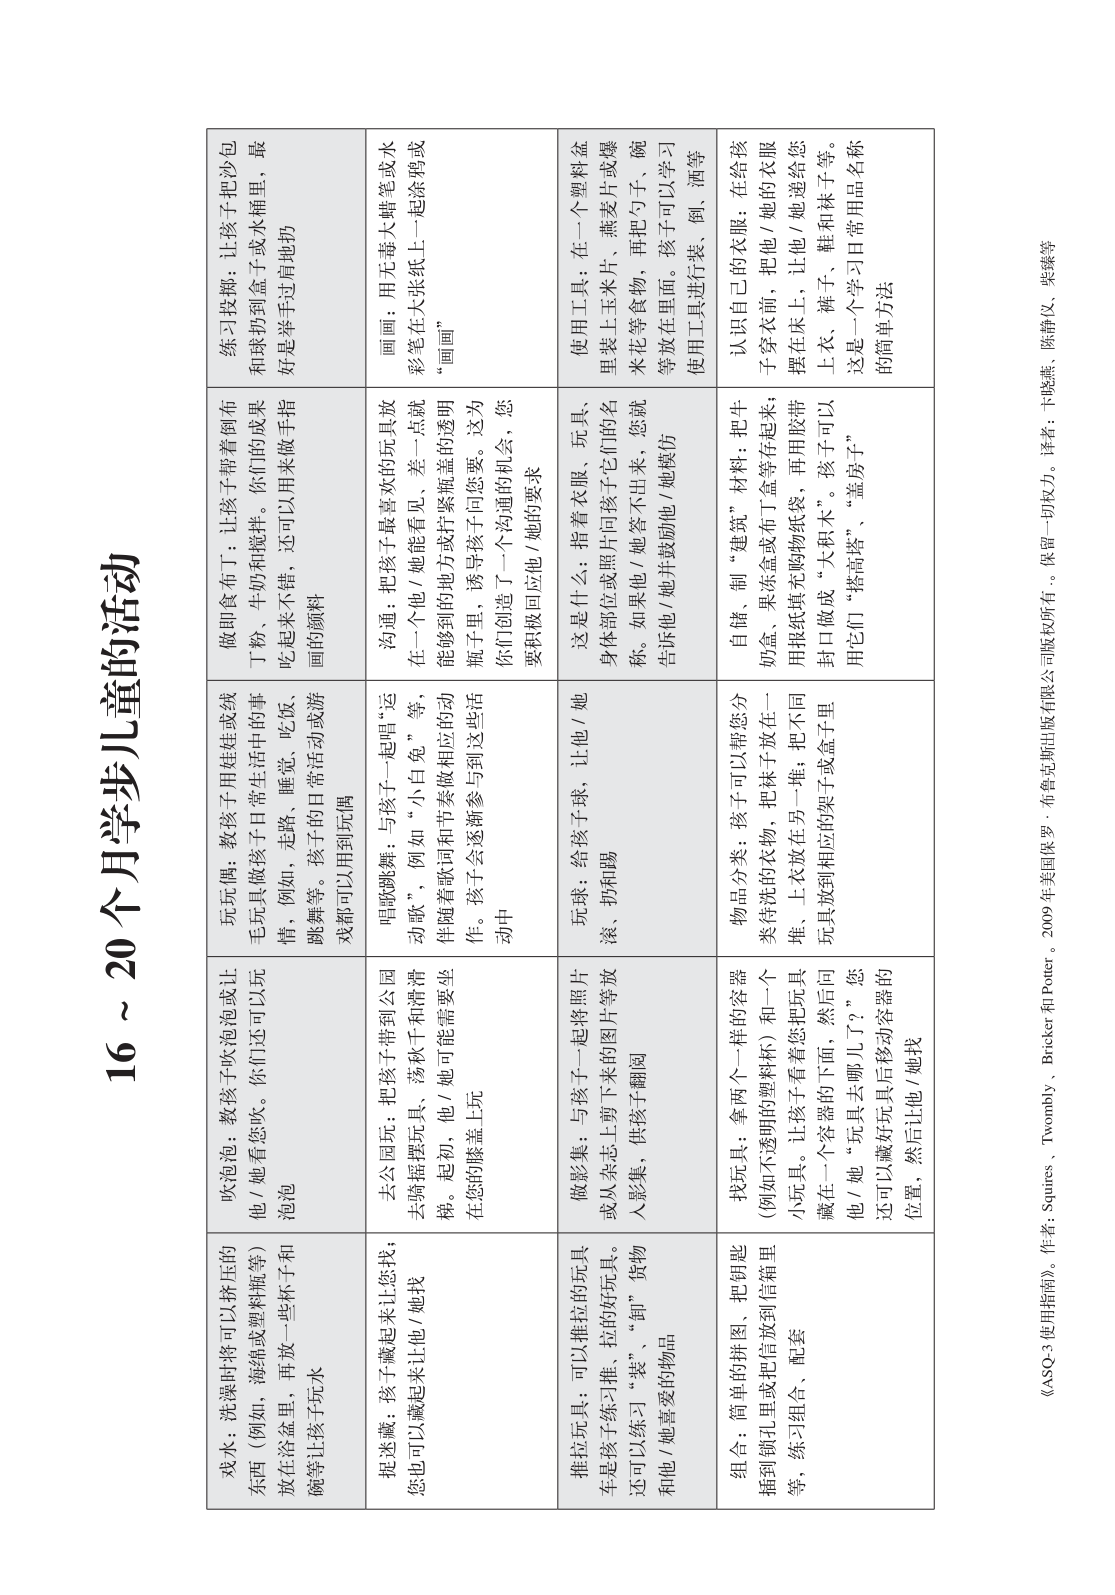 16 ~ 20 个月学步儿童的活动
戏水：洗澡时将可以挤压的
东西（例如，海绵或塑料瓶等）
放在浴盆里，再放一些杯子和
碗等让孩子玩水
吹泡泡：教孩子吹泡泡或让
他 / 她看您吹。你们还可以玩
泡泡
玩玩偶：教孩子用娃娃或绒
毛玩具做孩子日常生活中的事
情，例如，走路、睡觉、吃饭、
跳舞等。孩子的日常活动或游
戏都可以用到玩偶
做即食布丁：让孩子帮着倒布
丁粉、牛奶和搅拌。你们的成果
吃起来不错，还可以用来做手指
画的颜料
练习投掷：让孩子把沙包
和球扔到盒子或水桶里，最
好是举手过肩地扔
捉迷藏：孩子藏起来让您找；
您也可以藏起来让他 / 她找
去公园玩：把孩子带到公园
去骑摇摆玩具、荡秋千和滑滑
梯。起初，他 / 她可能需要坐
在您的膝盖上玩
唱歌跳舞：与孩子一起唱“运
动歌”，例如“小白兔”等，
伴随着歌词和节奏做相应的动
作。孩子会逐渐参与到这些活
动中
沟通：把孩子最喜欢的玩具放
在一个他 / 她能看见、差一点就
能够到的地方或拧紧瓶盖的透明
瓶子里，诱导孩子问您要。这为
你们创造了一个沟通的机会，您
要积极回应他 / 她的要求
画画：用无毒大蜡笔或水
彩笔在大张纸上一起涂鸦或
“画画”
推拉玩具：可以推拉的玩具
车是孩子练习推、拉的好玩具。
还可以练习“装”、“卸”货物
和他 / 她喜爱的物品
做影集：与孩子一起将照片
或从杂志上剪下来的图片等放
人影集，供孩子翻阅
玩球：给孩子球，让他 / 她
滚、扔和踢
这是什么：指着衣服、玩具、
身体部位或照片问孩子它们的名
称。如果他 / 她答不出来，您就
告诉他 / 她并鼓励他 / 她模仿
使用工具：在一个塑料盆
里装上玉米片、燕麦片或爆
米花等食物，再把勺子、碗
等放在里面。孩子可以学习
使用工具进行装、倒、洒等
组合：简单的拼图、把钥匙
插到锁孔里或把信放到信箱里
等，练习组合、配套
找玩具：拿两个一样的容器
（例如不透明的塑料杯）和一个
小玩具。让孩子看着您把玩具
藏在一个容器的下面，然后问
他 / 她“玩具去哪儿了？”您
还可以藏好玩具后移动容器的
位置，然后让他 / 她找
物品分类：孩子可以帮您分
类待洗的衣物，把袜子放在一
堆、上衣放在另一堆；把不同
玩具放到相应的架子或盒子里
自储、制“建筑”材料：把牛
奶盒、果冻盒或布丁盒等存起来；
用报纸填充购物纸袋，再用胶带
封口做成“大积木”。孩子可以
用它们“搭高塔”、“盖房子”
认识自己的衣服：在给孩
子穿衣前，把他 / 她的衣服
摆在床上，让他 / 她递给您
上衣、裤子、鞋和袜子等。
这是一个学习日常用品名称
的简单方法
《ASQ-3 使用指南》。作者：Squires 、Twombly 、Bricker 和 Potter 。2009 年美国保罗 · 布鲁克斯出版有限公司版权所有 .。保留一切权力。译者：卞晓燕、陈静仪、柴臻等